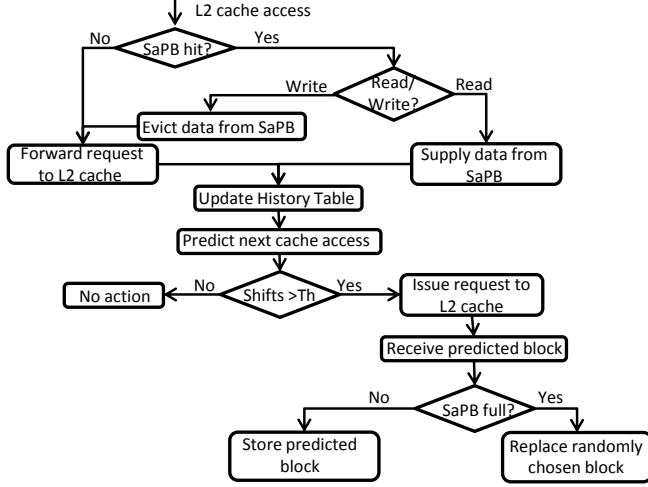 L2 cache access
No
SaPB hit?
Yes
Read/
Write?
Write
Read
Evict data from SaPB
Forward request
to L2 cache
Supply data from
SaPB
Update History Table
Predict next cache access
No
Shifts >Th
Yes
No action
Issue request to
L2 cache
Receive predicted block
No
SaPB full?
Yes
Store predicted
block
Replace randomly
chosen block